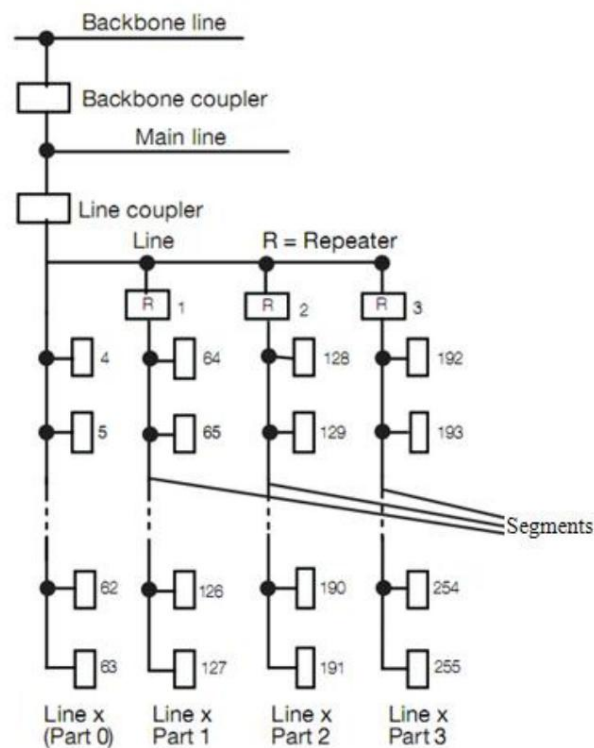 Backbone line
Backbone coupler
Main line
Line coupler
Line R = Repeater
R 1 R 2 R 3
4 64 128 192
5 65 129 193
Segments
62 126 190 254
63 127 191 255
Line x Line x Line x Line x
(Part 0) Part 1 Part 2 Part 3